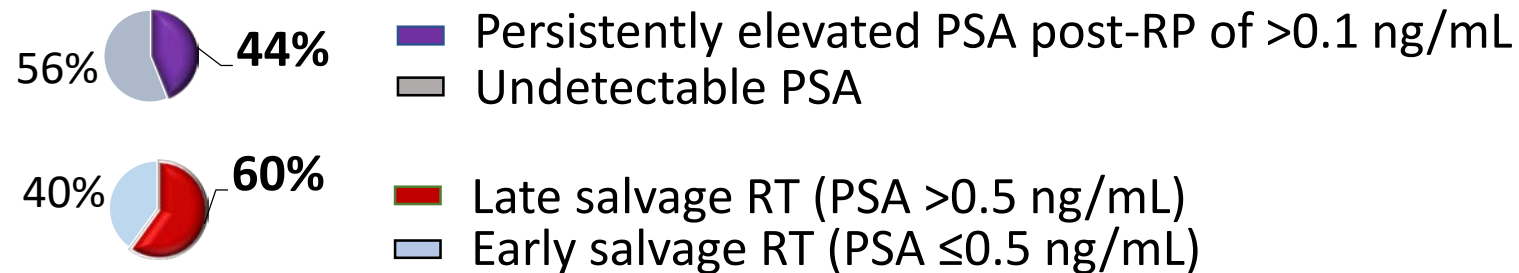 56%
44%
Persistently elevated PSA post-RP of >0.1 ng/mL
Undetectable PSA
40%
60%
Late salvage RT (PSA >0.5 ng/mL)
Early salvage RT (PSA ≤0.5 ng/mL)